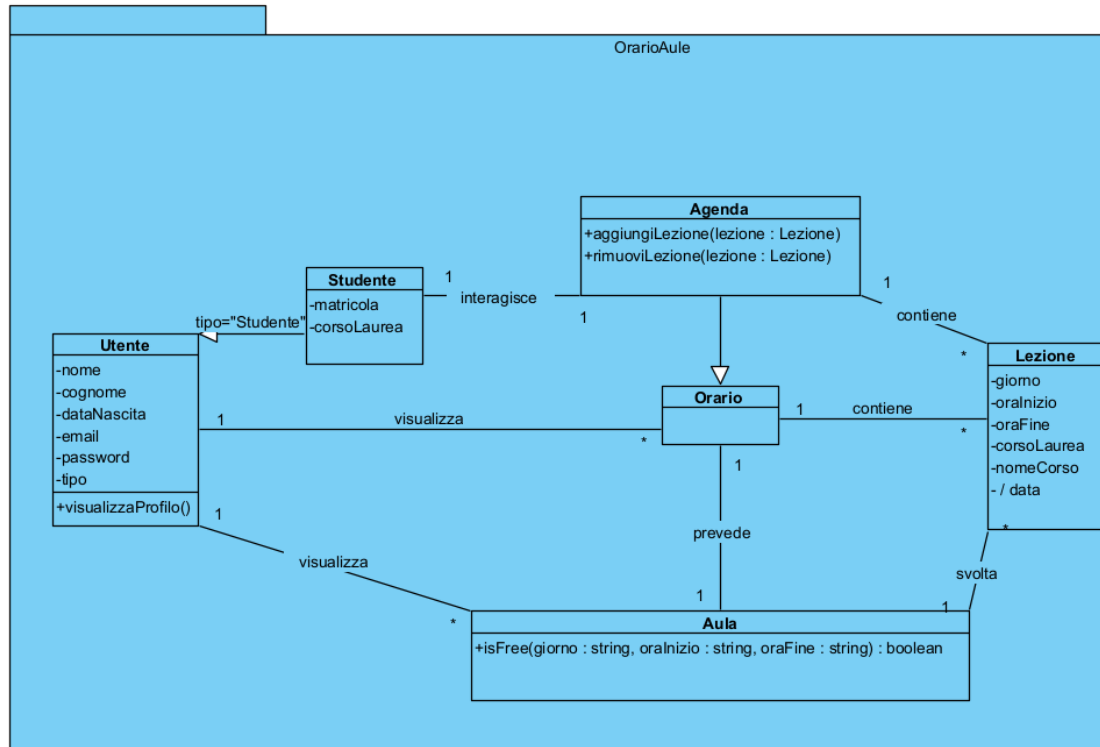 OrarioAule
Agenda
+aggiungiLezione(lezione : Lezione)
+rimuoviLezione(lezione : Lezione)
Studente
-matricola
-corsoLaurea
1
interagisce
1
1
contiene
*
tipo="Studente"
Utente
-nome
-cognome
-dataNascita
-email
-password
-tipo
+visualizzaProfilo()
Lezione
-giorno
-oraInizio
-oraFine
-corsoLaurea
-nomeCorso
- / data
Orario
1
visualizza
*
1
contiene
*
1
prevede
1
1
visualizza
*
*
svolta
1
Aula
+isFree(giorno : string, oraInizio : string, oraFine : string) : boolean